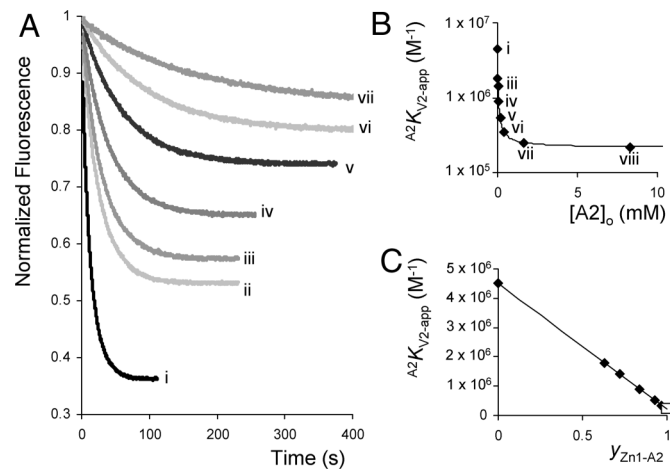 A
Normalized Fluorescence
1
0.9
0.8
0.7
0.6
0.5
0.4
0.3
0 100 200 300 400
Time (s)
vii
vi
v
iv
iii
ii
i
B
A2KV2-app (M-1)
1 x 10^7
1 x 10^6
1 x 10^5
i
iii
iv
v
vi
vii
viii
0 5 10
[A2]o (mM)
C
A2KV2-app (M-1)
5 x 10^6
4 x 10^6
3 x 10^6
2 x 10^6
1 x 10^6
0
0 1
yZn1-A2